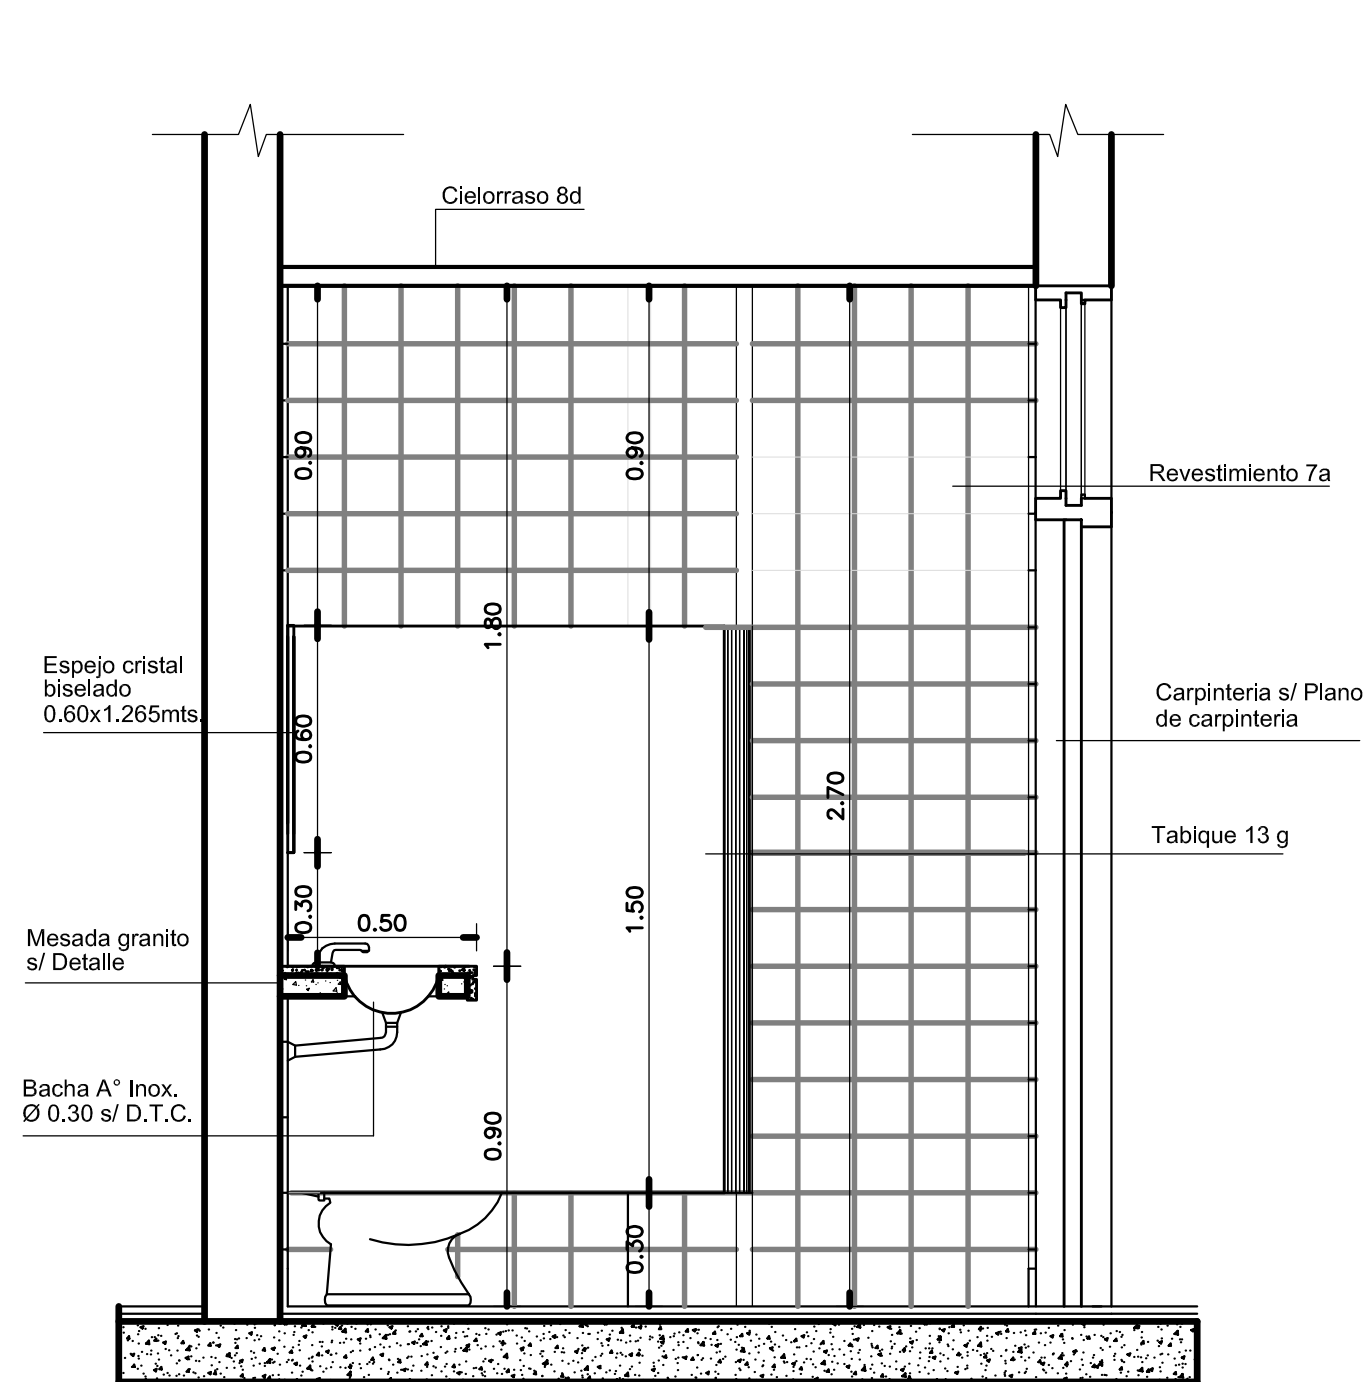 Cielorraso 8d
0.90
0.90
Revestimiento 7a
1.80
Espejo cristal
biselado
0.60x1.265mts.
0.60
Carpinteria s/ Plano
de carpinteria
2.70
Tabique 13 g
0.30
0.50
1.50
Mesada granito
s/ Detalle
Bacha A° Inox.
Ø 0.30 s/ D.T.C.
0.90
0.30